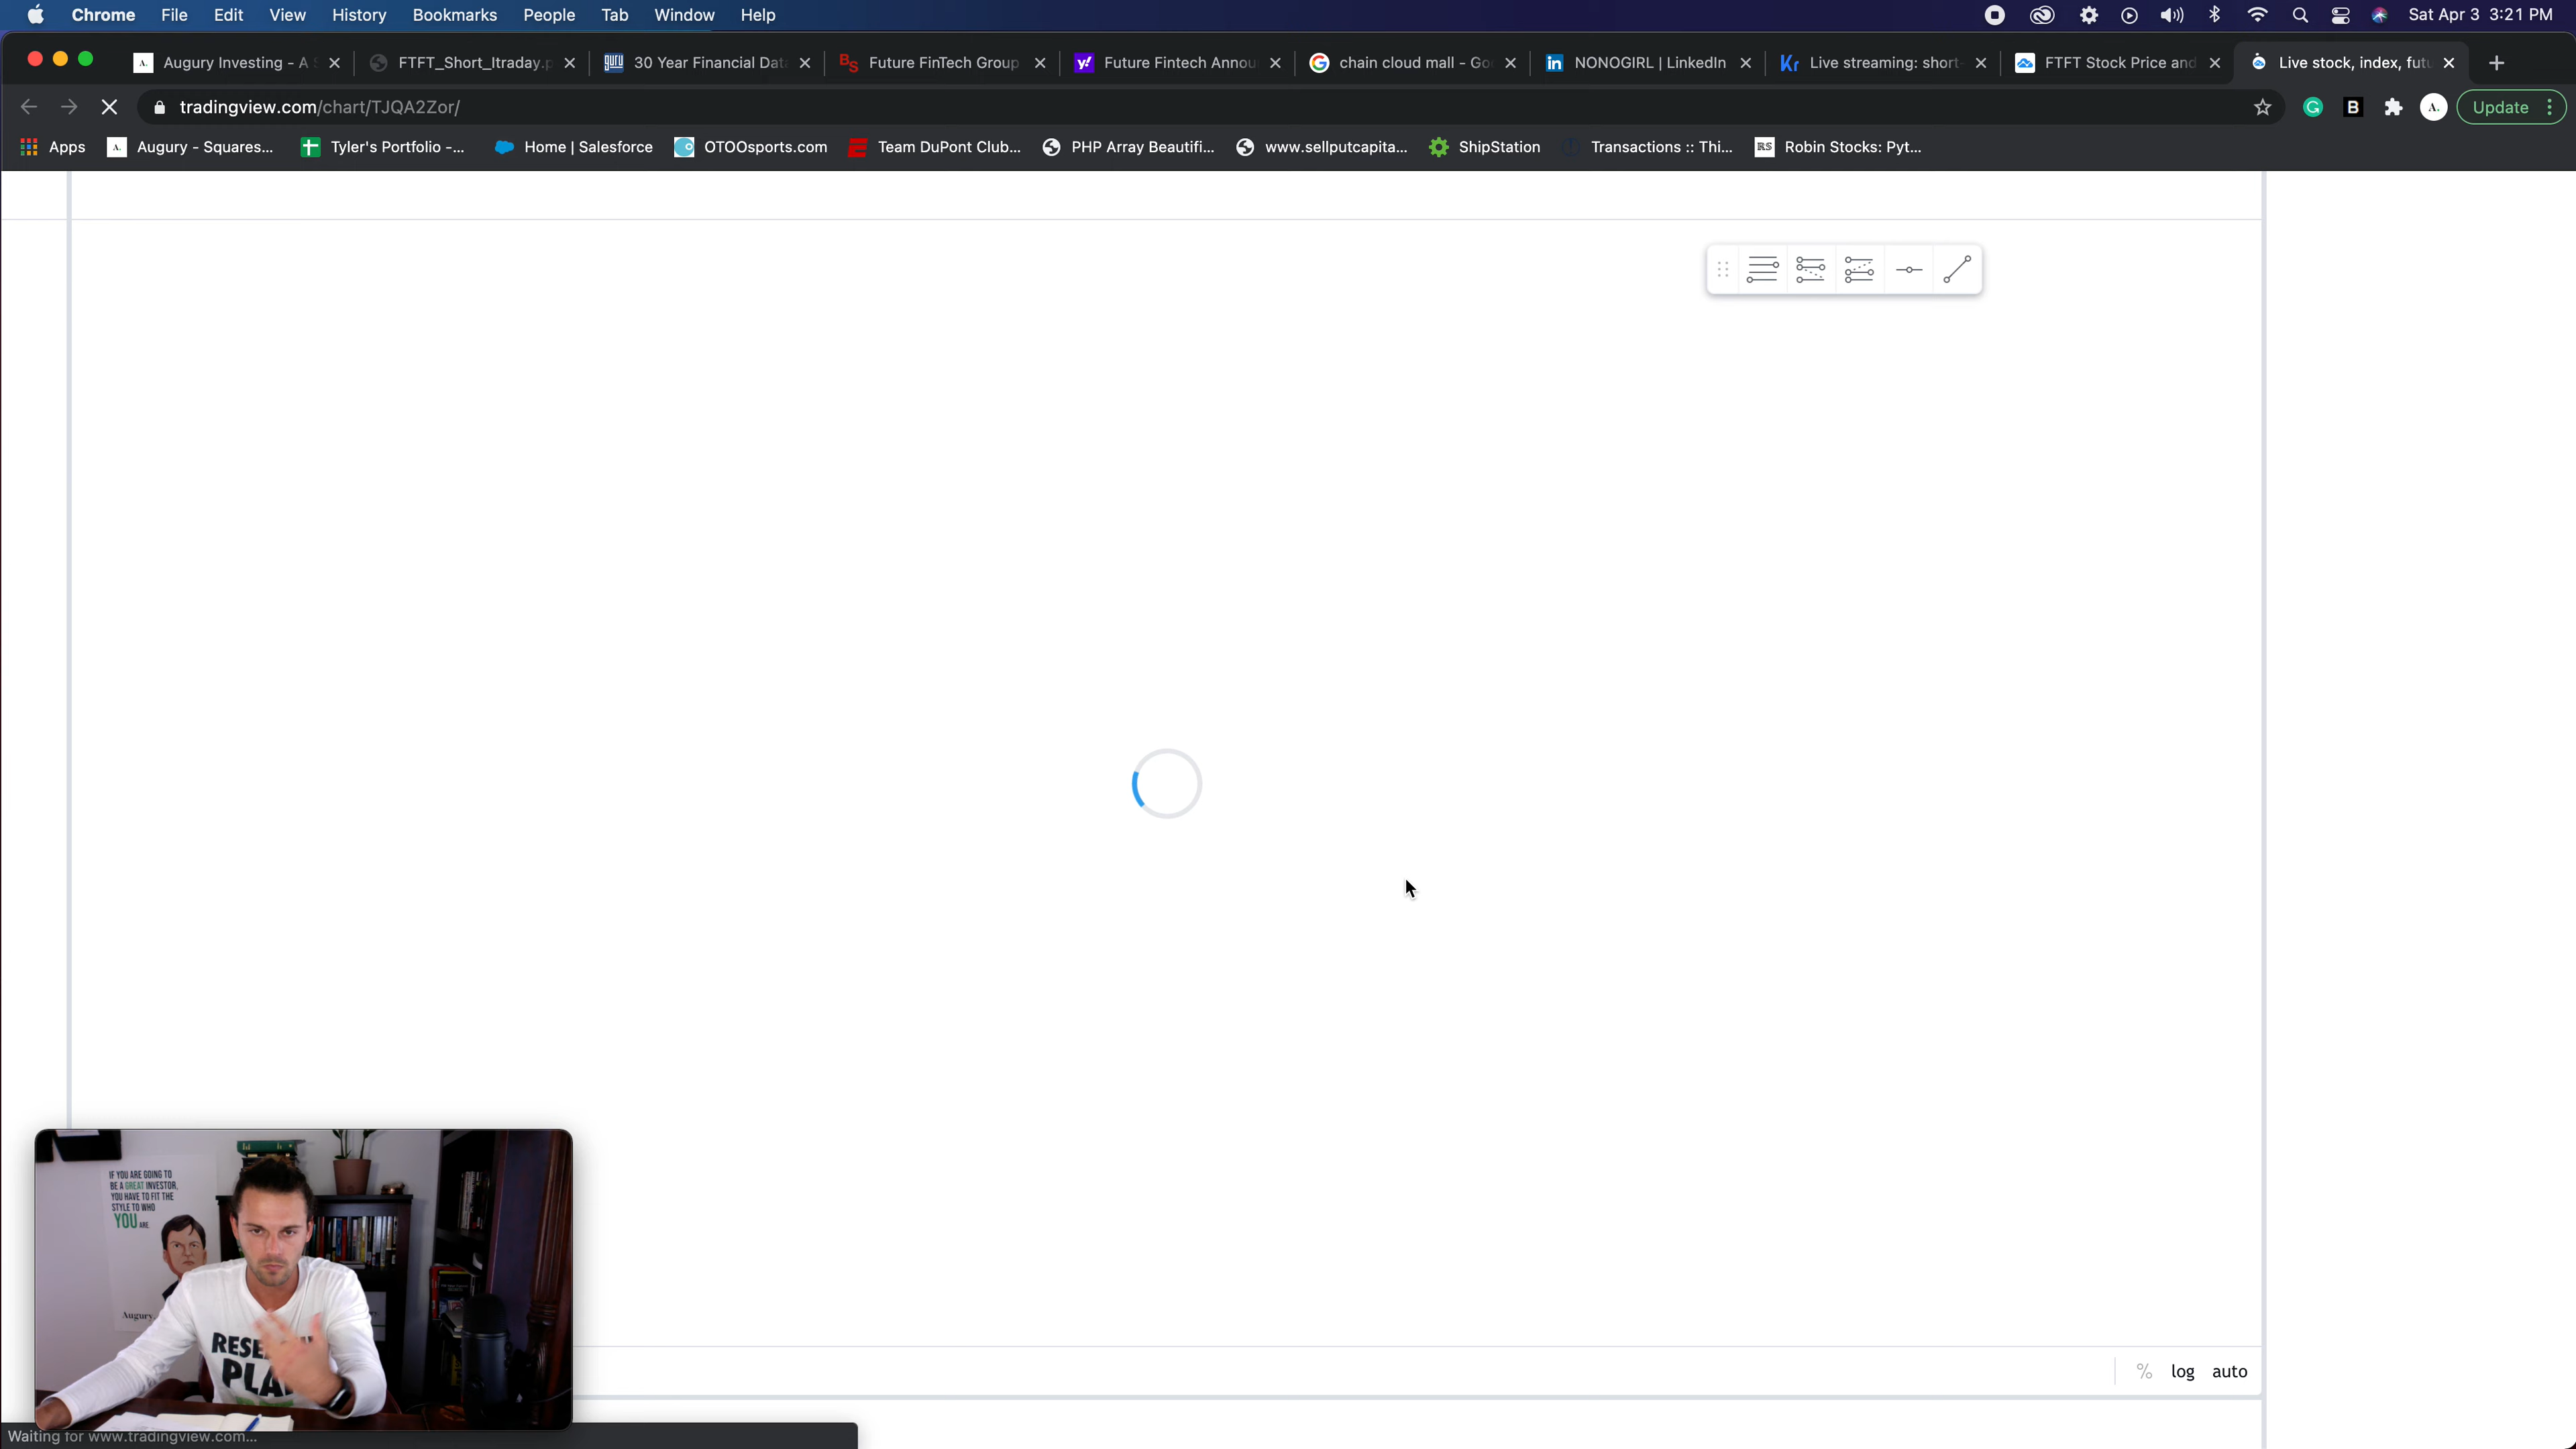 Chrome File Edit View History Bookmarks People Tab Window Help Sat Apr 3 3:21 PM
Augury Investing - A S FTFT_Short_Itraday.p 30 Year Financial Data Future FinTech Group Future Fintech Annou chain cloud mall - Goo NONOGIRL | LinkedIn Live streaming: short- FTFT Stock Price and Live stock, index, futu
tradingview.com/chart/TJQA2Zor/ Update
Apps Augury - Squares... Tyler's Portfolio -... Home | Salesforce OTOOsports.com Team DuPont Club... PHP Array Beautifi... www.sellputcapita... ShipStation Transactions :: Thi... Robin Stocks: Pyt...
IF YOU ARE GOING TO
BE A GREAT INVESTOR,
YOU HAVE TO FIT THE
STYLE TO WHO
YOU ARE.
Augury
% log auto
Waiting for www.tradingview.com...